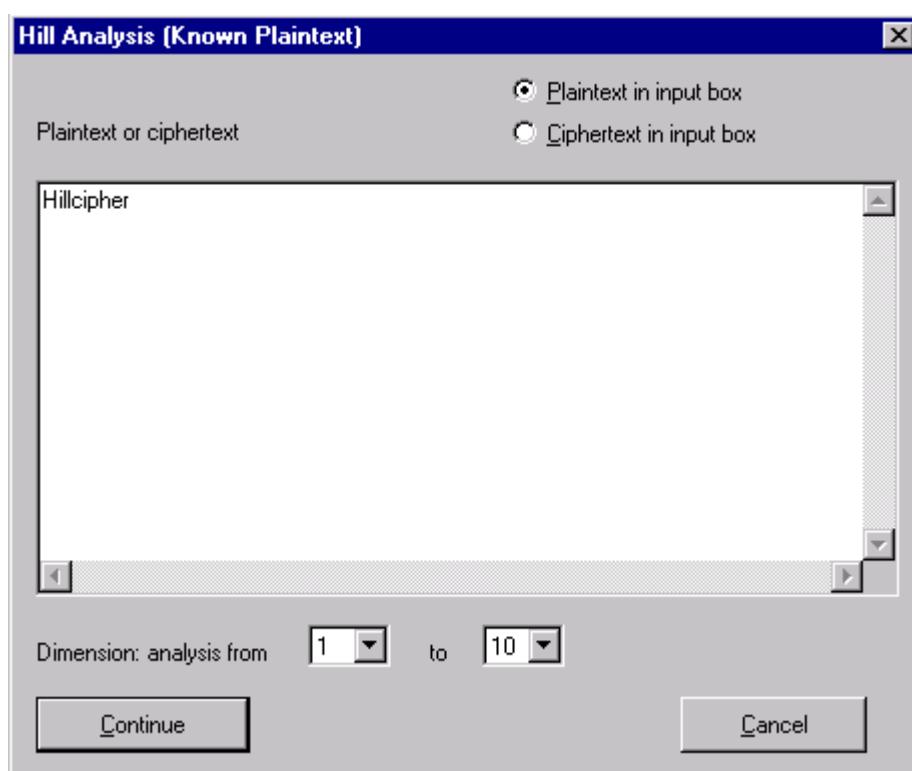 Hill Analysis (Known Plaintext)
Plaintext in input box
Plaintext or ciphertext
Ciphertext in input box
Hillcipher
Dimension: analysis from 1 to 10
Continue Cancel